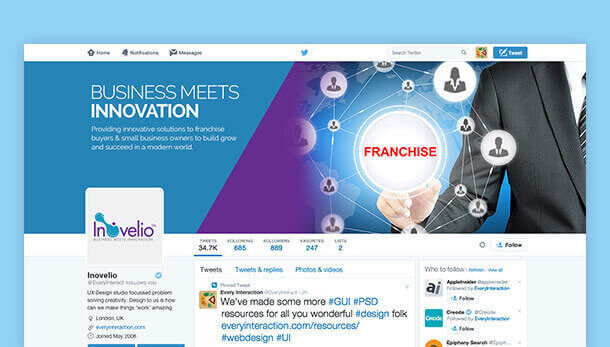 Home
Notifications
Messages
Search Twitter
Tweet
BUSINESS MEETS
INNOVATION
Providing innovative solutions to franchise
buyers & small business owners to build grow
and succeed in a modern world.
FRANCHISE
Inovelio™
BUSINESS MEETS INNOVATION
TWEETS
34.7K
FOLLOWING
685
FOLLOWERS
889
FAVORITES
247
LISTS
2
Follow
Inovelio
@EveryInteract FOLLOWS YOU
UX Design studio focussed problem
solving creativity. Design to us is how
can we make things *work* amazing
London, UK
everyinteraction.com
Joined May 2008
Tweets
Tweets & replies
Photos & videos
Pinned Tweet
Every Interaction @EveryInteract · 2h
We've made some more #GUI #PSD
resources for all you wonderful #design folk
everyinteraction.com/resources/
#webdesign #UI
Who to follow · Refresh · View all
AppleInsider @appleinsider
Followed by EveryInteraction
Follow
Creode @Creode
Followed by EveryInteraction
Follow
Epiphany Search @Epiph...